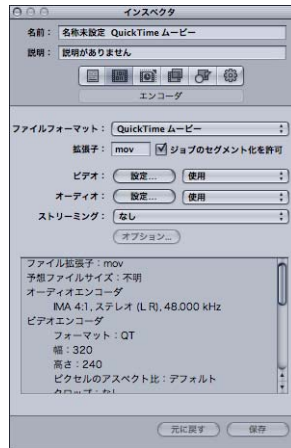 インスペクタ
名前： 名称未設定 QuickTime ムービー
説明： 説明がありません
エンコーダ
ファイルフォーマット： QuickTime ムービー
拡張子： mov ジョブのセグメント化を許可
ビデオ： 設定... 使用
オーディオ： 設定... 使用
ストリーミング： なし
オプション...
ファイル拡張子：mov
予想ファイルサイズ：不明
オーディオエンコーダ
IMA 4:1, ステレオ (L R), 48.000 kHz
ビデオエンコーダ
フォーマット：QT
幅：320
高さ：240
ピクセルのアスペクト比：デフォルト
クロップ：なし
元に戻す 保存